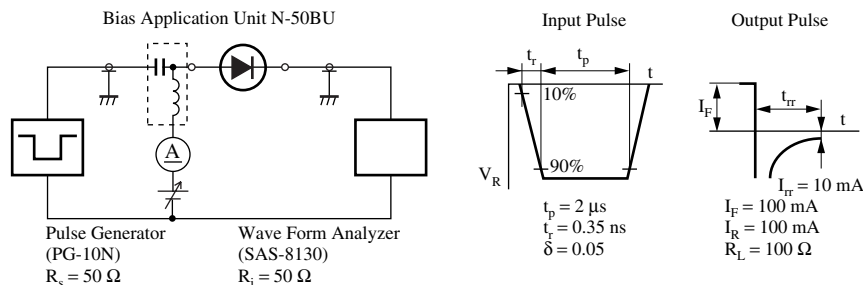 Bias Application Unit N-50BU
A
Pulse Generator
(PG-10N)
R_s = 50 Ω
Wave Form Analyzer
(SAS-8130)
R_i = 50 Ω
Input Pulse
t_r
t_p
t
10%
90%
V_R
t_p = 2 μs
t_r = 0.35 ns
δ = 0.05
Output Pulse
I_F
t_rr
t
I_rr = 10 mA
I_F = 100 mA
I_R = 100 mA
R_L = 100 Ω